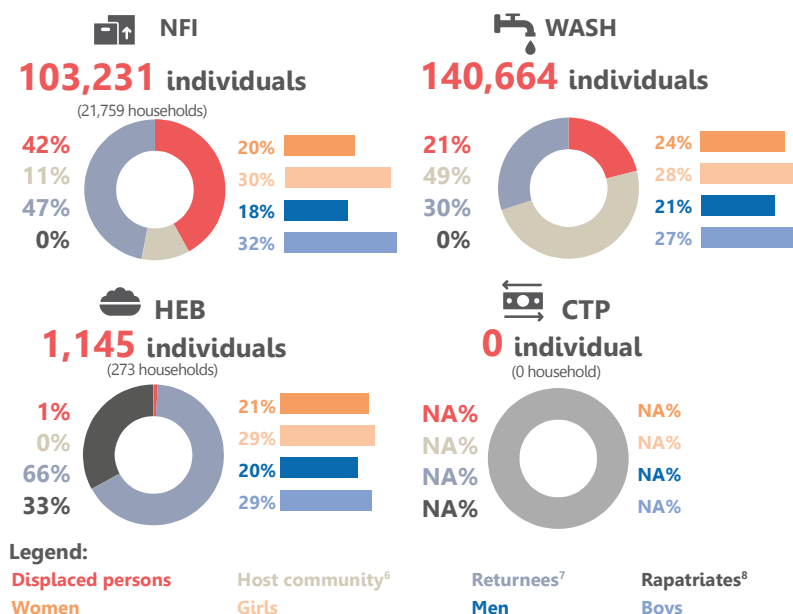 NFI
103,231 individuals
(21,759 households)
42%
11%
47%
0%
20%
30%
18%
32%
WASH
140,664 individuals
21%
49%
30%
0%
24%
28%
21%
27%
HEB
1,145 individuals
(273 households)
1%
0%
66%
33%
21%
29%
20%
29%
CTP
0 individual
(0 household)
NA%
NA%
NA%
NA%
NA%
NA%
NA%
NA%
Legend:
Displaced persons Host community⁶ Returnees⁷ Rapatriates⁸
Women Girls Men Boys